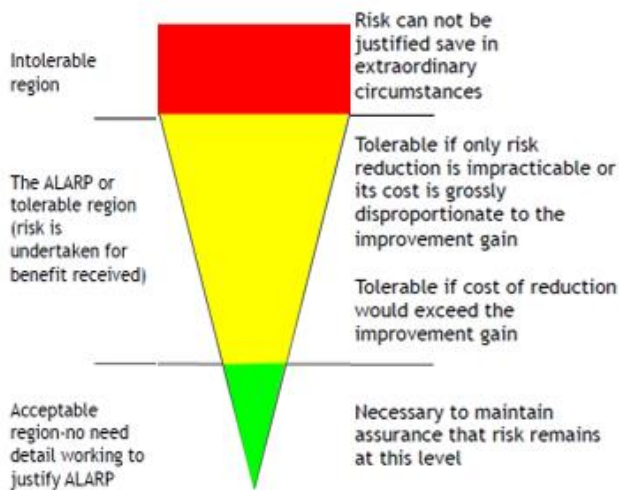 Intolerable
region
Risk can not be
justified save in
extraordinary
circumstances
The ALARP or
tolerable region
(risk is
undertaken for
benefit received)
Tolerable if only risk
reduction is impracticable or
its cost is grossly
disproportionate to the
improvement gain
Tolerable if cost of reduction
would exceed the
improvement gain
Acceptable
region-no need
detail working to
justify ALARP
Necessary to maintain
assurance that risk remains
at this level